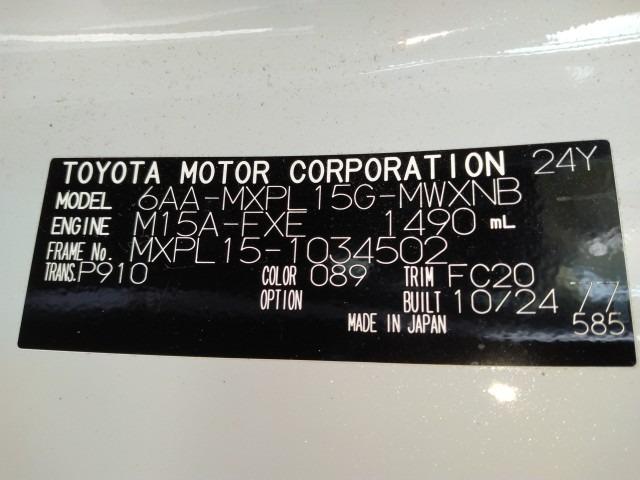 TOYOTA MOTOR CORPORATION 24Y
MODEL 6AA-MXPL15G-MWXNB
ENGINE M15A-FXE 1490 mL
FRAME No. MXPL15-1034502
TRANS. P910 COLOR 089 TRIM FC20
OPTION BUILT 10/24 //
MADE IN JAPAN 585